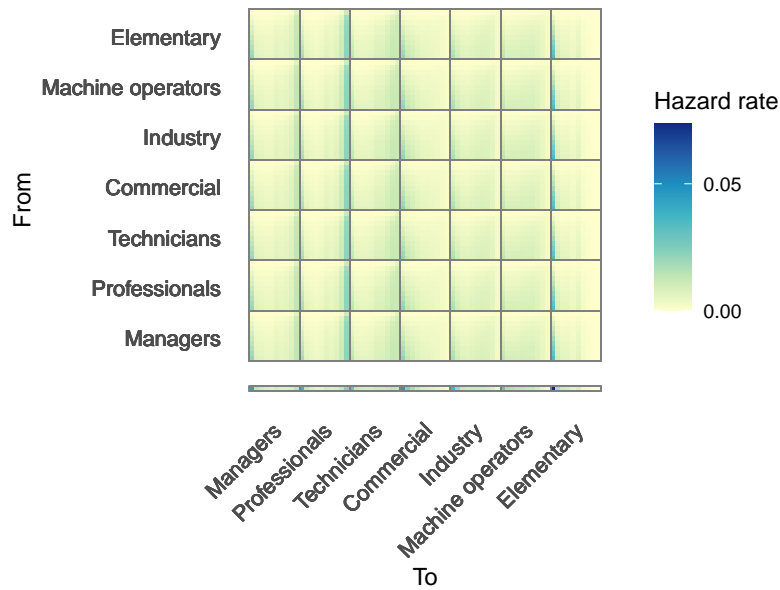 Elementary
Machine operators
Industry
Commercial
Technicians
Professionals
Managers
From
Hazard rate
0.05
0.00
Managers
Professionals
Technicians
Commercial
Industry
Machine operators
Elementary
To